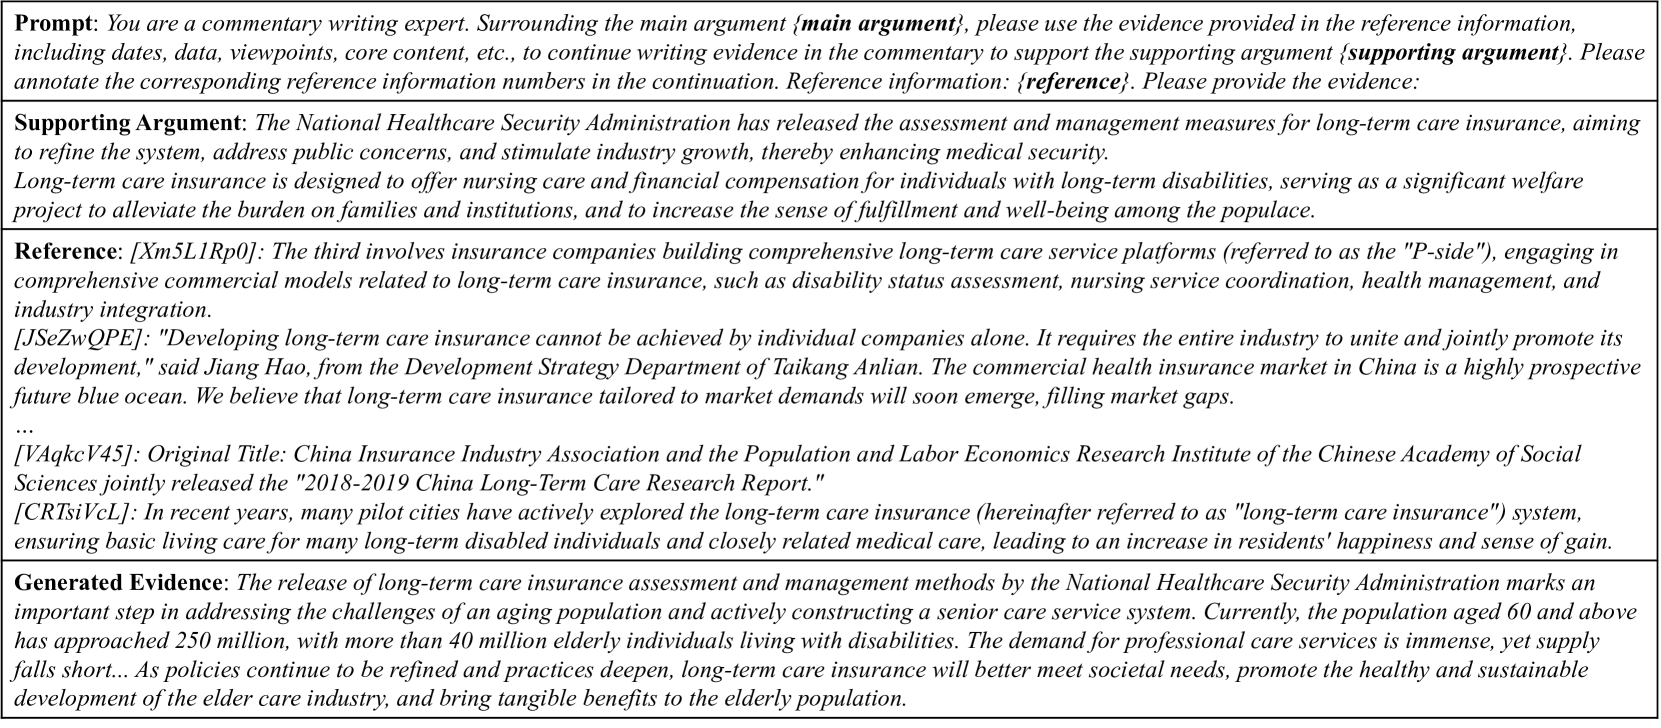 Prompt: You are a commentary writing expert. Surrounding the main argument {main argument}, please use the evidence provided in the reference information,
including dates, data, viewpoints, core content, etc., to continue writing evidence in the commentary to support the supporting argument {supporting argument}. Please
annotate the corresponding reference information numbers in the continuation. Reference information: {reference}. Please provide the evidence:
Supporting Argument: The National Healthcare Security Administration has released the assessment and management measures for long-term care insurance, aiming
to refine the system, address public concerns, and stimulate industry growth, thereby enhancing medical security.
Long-term care insurance is designed to offer nursing care and financial compensation for individuals with long-term disabilities, serving as a significant welfare
project to alleviate the burden on families and institutions, and to increase the sense of fulfillment and well-being among the populace.
Reference: [Xm5L1Rp0]: The third involves insurance companies building comprehensive long-term care service platforms (referred to as the "P-side"), engaging in
comprehensive commercial models related to long-term care insurance, such as disability status assessment, nursing service coordination, health management, and
industry integration.
[JSeZwQPE]: "Developing long-term care insurance cannot be achieved by individual companies alone. It requires the entire industry to unite and jointly promote its
development," said Jiang Hao, from the Development Strategy Department of Taikang Anlian. The commercial health insurance market in China is a highly prospective
future blue ocean. We believe that long-term care insurance tailored to market demands will soon emerge, filling market gaps.
...
[VAqkcV45]: Original Title: China Insurance Industry Association and the Population and Labor Economics Research Institute of the Chinese Academy of Social
Sciences jointly released the "2018-2019 China Long-Term Care Research Report."
[CRTsiVcL]: In recent years, many pilot cities have actively explored the long-term care insurance (hereinafter referred to as "long-term care insurance") system,
ensuring basic living care for many long-term disabled individuals and closely related medical care, leading to an increase in residents' happiness and sense of gain.
Generated Evidence: The release of long-term care insurance assessment and management methods by the National Healthcare Security Administration marks an
important step in addressing the challenges of an aging population and actively constructing a senior care service system. Currently, the population aged 60 and above
has approached 250 million, with more than 40 million elderly individuals living with disabilities. The demand for professional care services is immense, yet supply
falls short... As policies continue to be refined and practices deepen, long-term care insurance will better meet societal needs, promote the healthy and sustainable
development of the elder care industry, and bring tangible benefits to the elderly population.